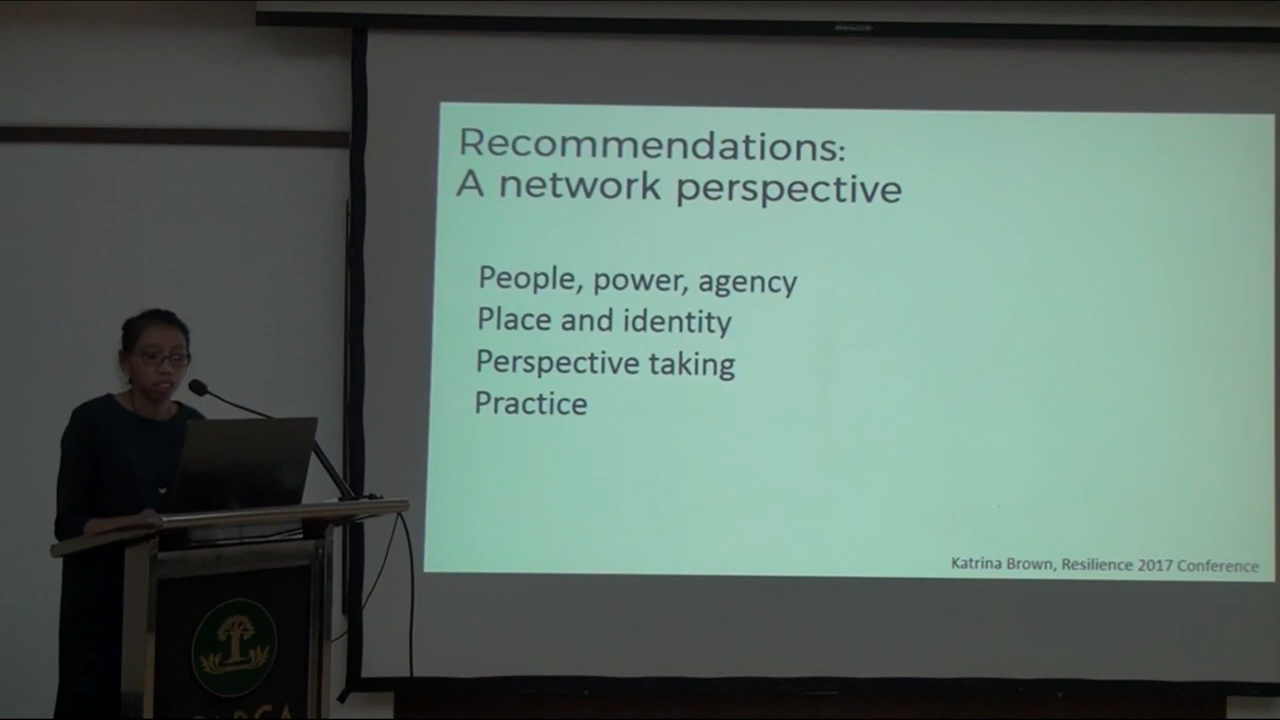 Recommendations:
A network perspective
People, power, agency
Place and identity
Perspective taking
Practice
Katrina Brown, Resilience 2017 Conference